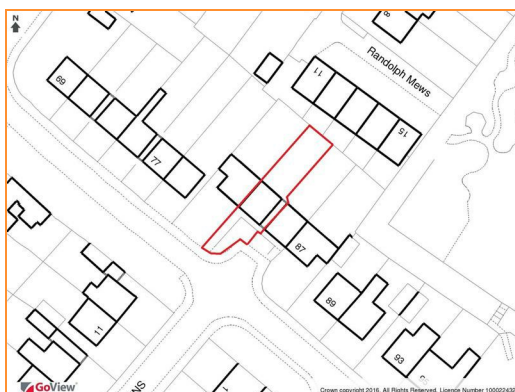 N
8
Randolph Mews
11
69
15
77
87
89
11
93
NS
GoView
Crown copyright 2016. All Rights Reserved. Licence Number 100022432